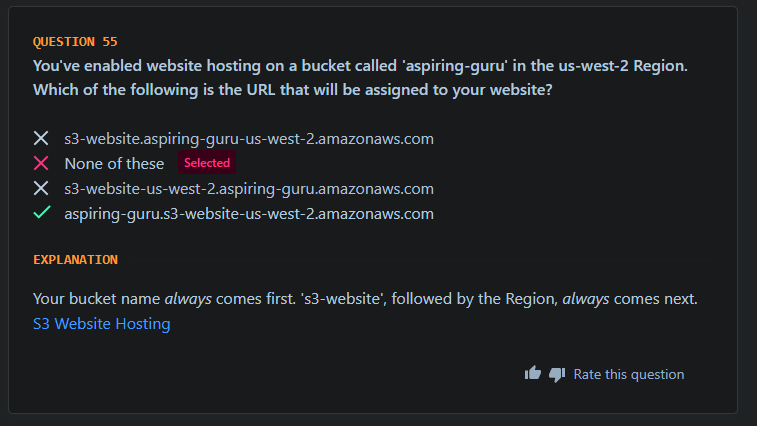 QUESTION 55
You've enabled website hosting on a bucket called 'aspiring-guru' in the us-west-2 Region.
Which of the following is the URL that will be assigned to your website?
s3-website.aspiring-guru-us-west-2.amazonaws.com
None of these Selected
s3-website-us-west-2.aspiring-guru.amazonaws.com
aspiring-guru.s3-website-us-west-2.amazonaws.com
EXPLANATION
Your bucket name always comes first. 's3-website', followed by the Region, always comes next.
S3 Website Hosting
Rate this question